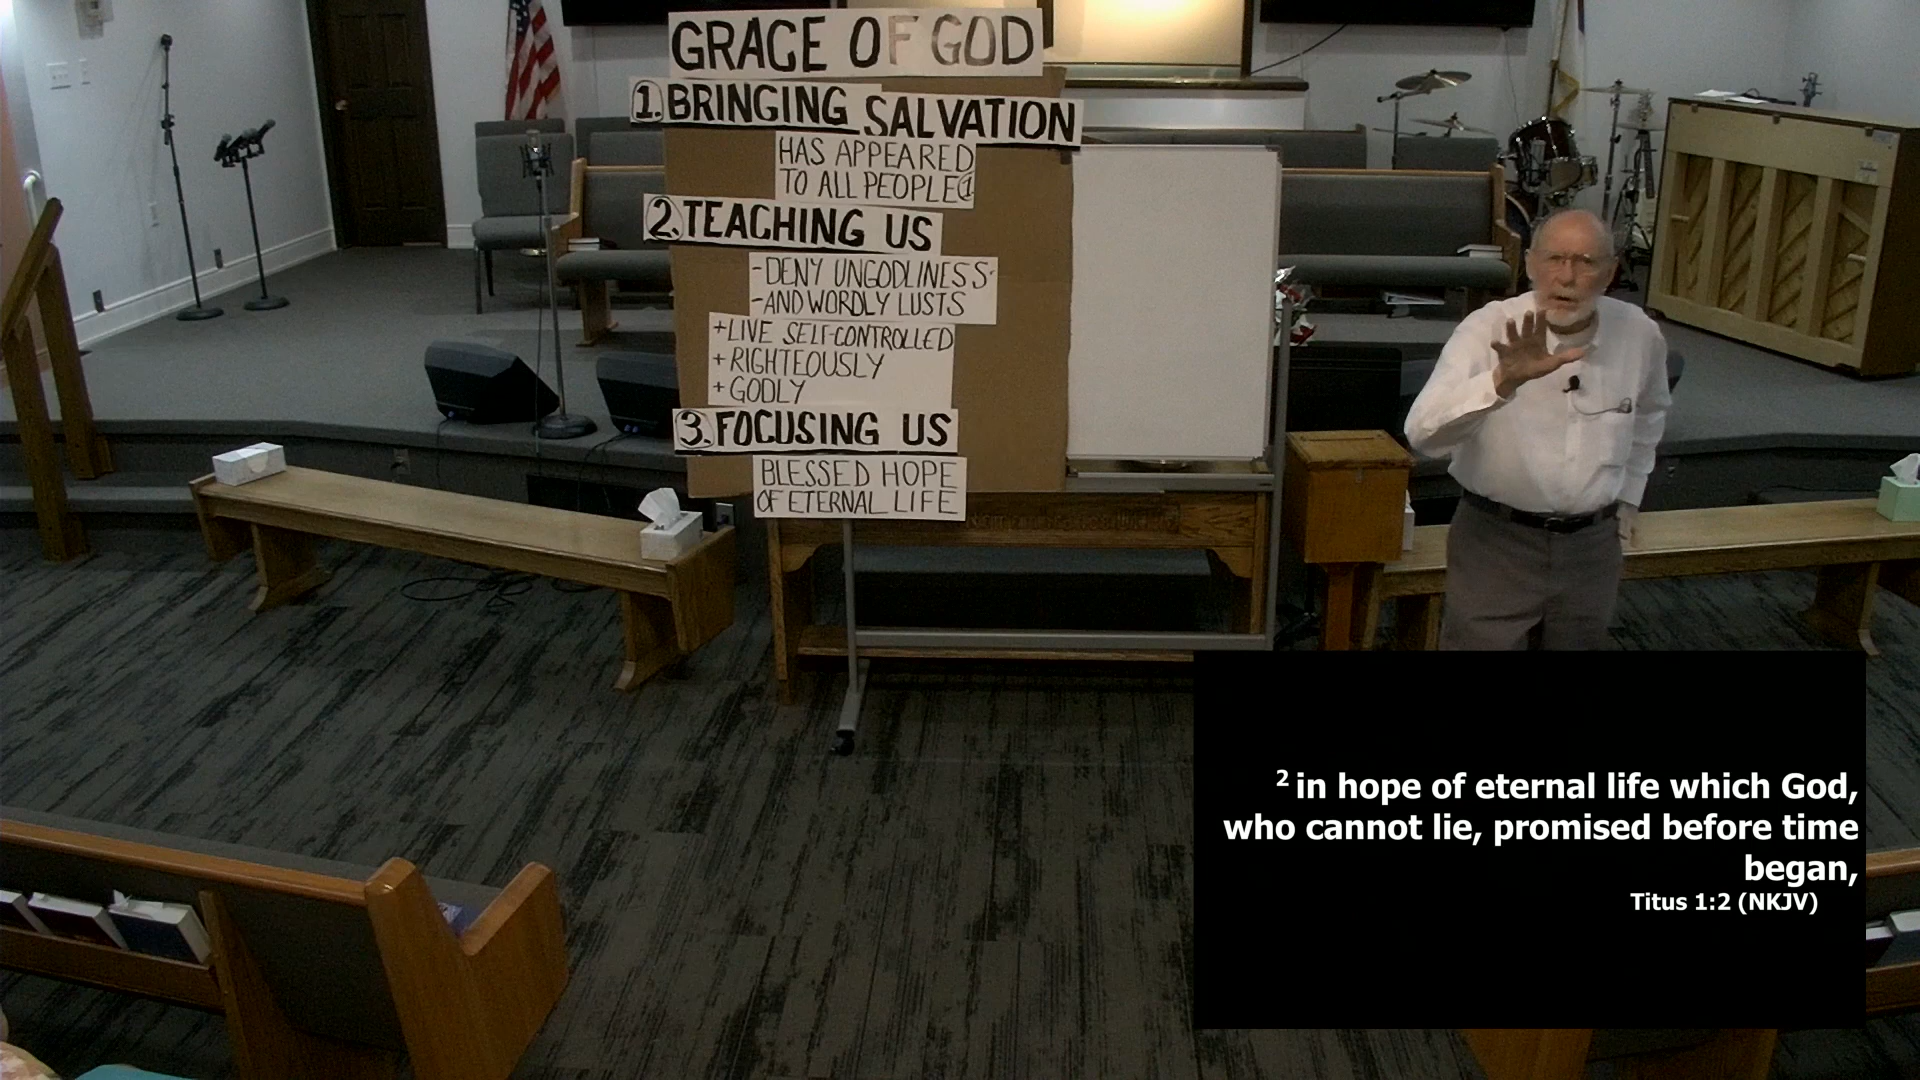 GRACE OF GOD
1. BRINGING SALVATION
HAS APPEARED
TO ALL PEOPLE
2. TEACHING US
-DENY UNGODLINESS
-AND WORDLY LUSTS
+LIVE SELF-CONTROLLED
+RIGHTEOUSLY
+GODLY
3. FOCUSING US
BLESSED HOPE
OF ETERNAL LIFE
2 in hope of eternal life which God,
who cannot lie, promised before time
began,
Titus 1:2 (NKJV)